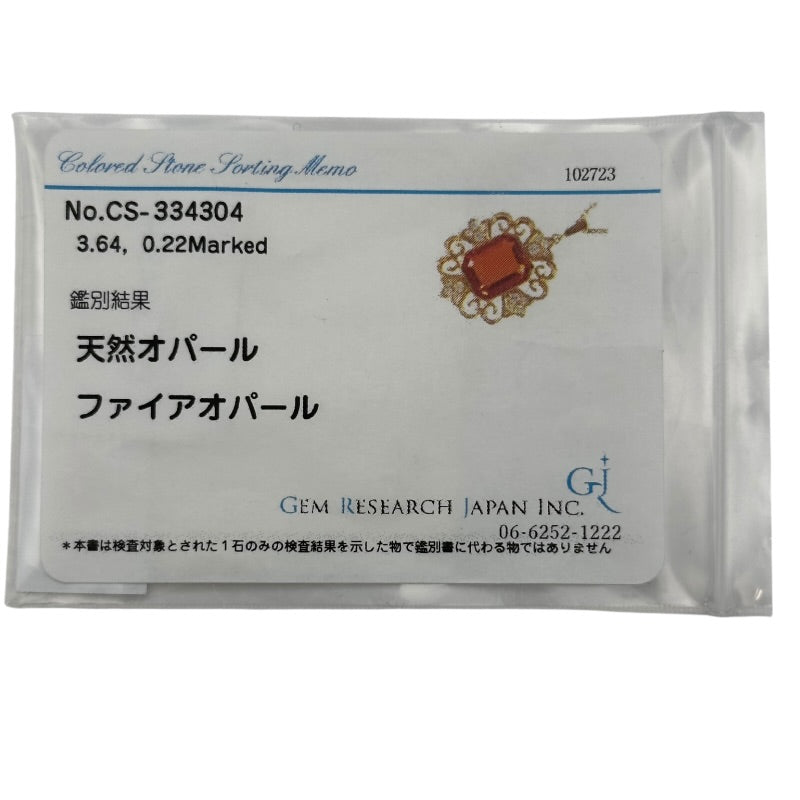 Colored Stone Sorting Memo
102723
No.CS-334304
3.64, 0.22Marked
鑑別結果
天然オパール
ファイアオパール
GJR
GEM RESEARCH JAPAN INC.
06-6252-1222
*本書は検査対象とされた1石のみの検査結果を示した物で鑑別書に代わる物ではありません